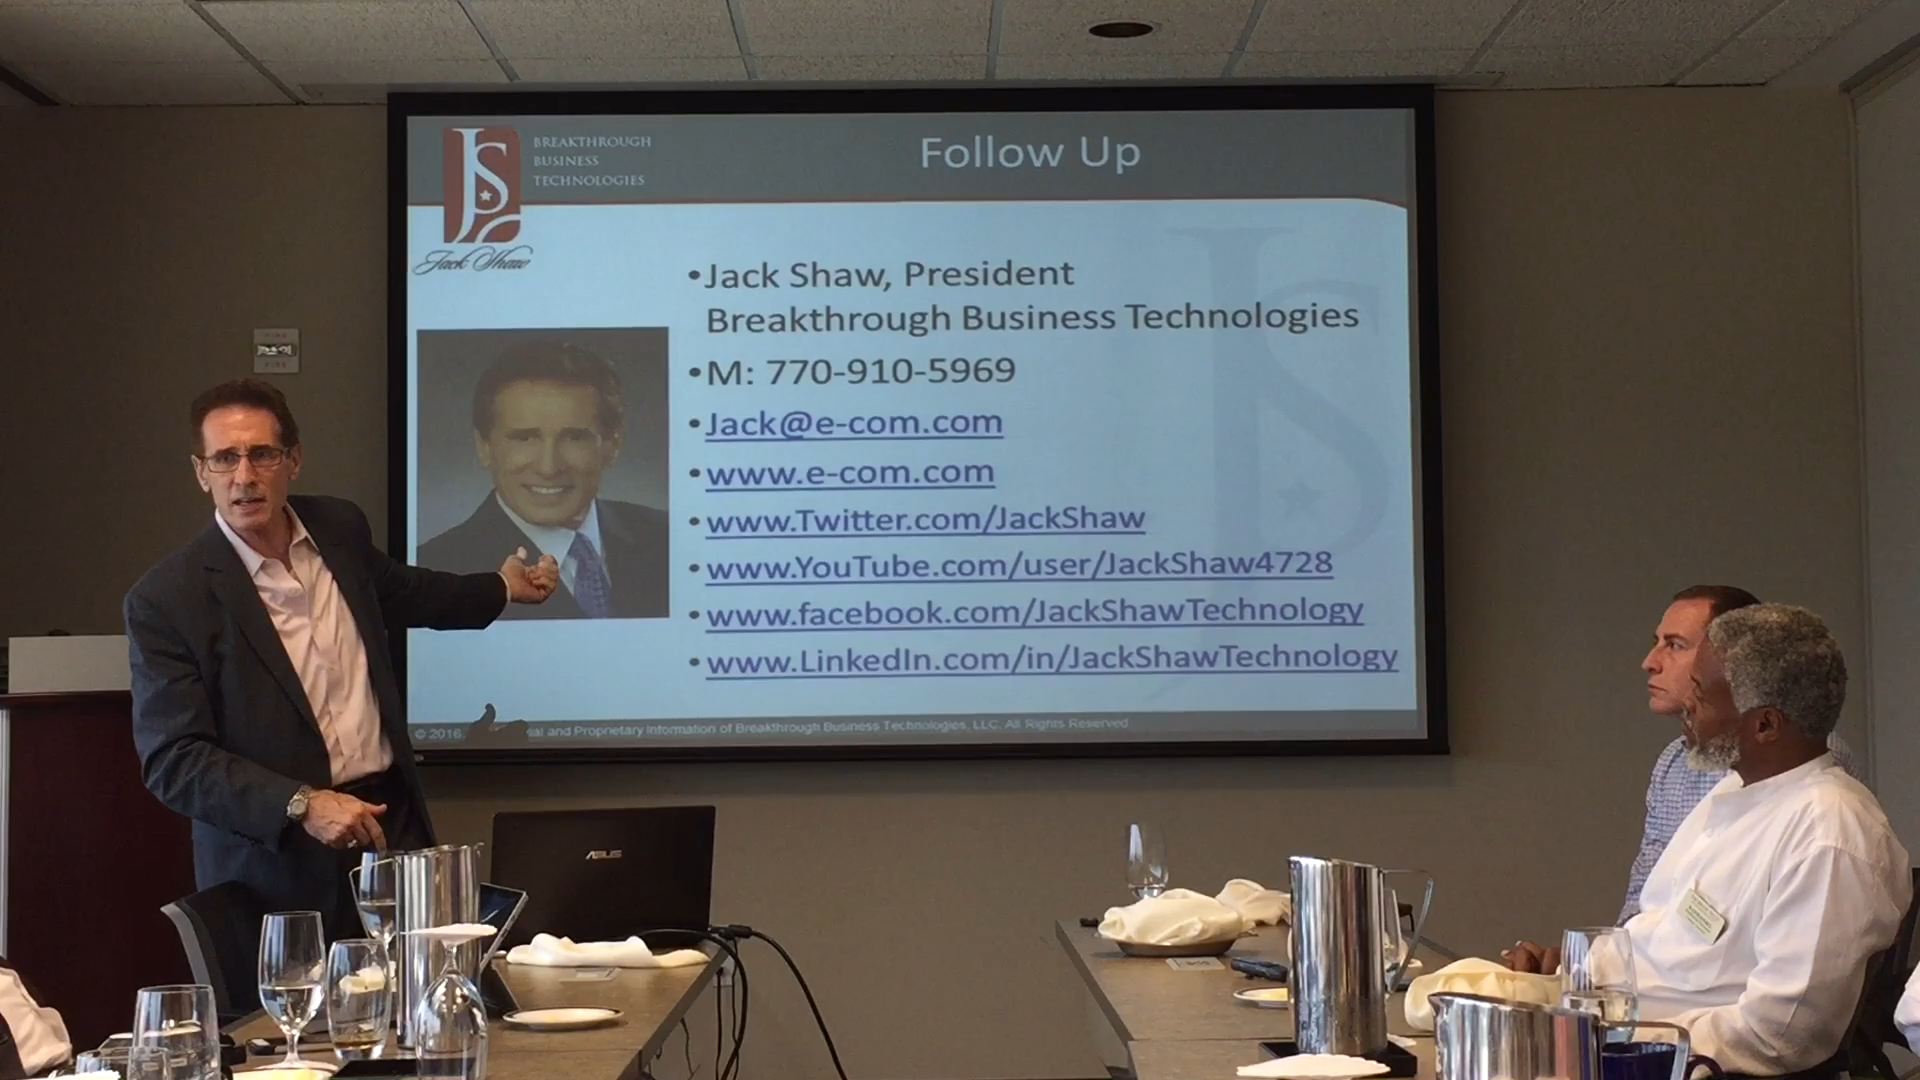 BREAKTHROUGH
BUSINESS
TECHNOLOGIES
Jack Shaw
Follow Up
•Jack Shaw, President
Breakthrough Business Technologies
•M: 770-910-5969
•Jack@e-com.com
•www.e-com.com
•www.Twitter.com/JackShaw
•www.YouTube.com/user/JackShaw4728
•www.facebook.com/JackShawTechnology
•www.LinkedIn.com/in/JackShawTechnology
© 2016. and Proprietary Information of Breakthrough Business Technologies, LLC. All Rights Reserved
ASUS